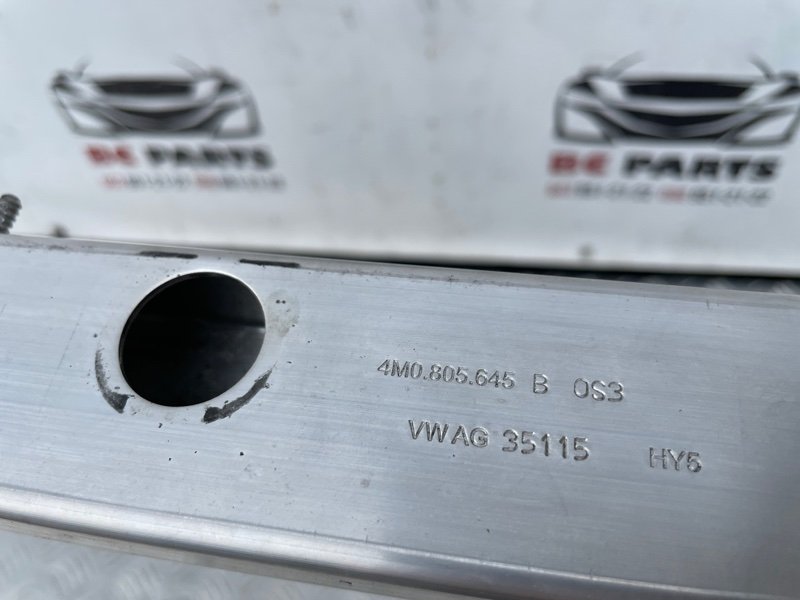 BE PARTS
BE PARTS
4M0.805.645 B 0S3
VWAG 35115 HY5